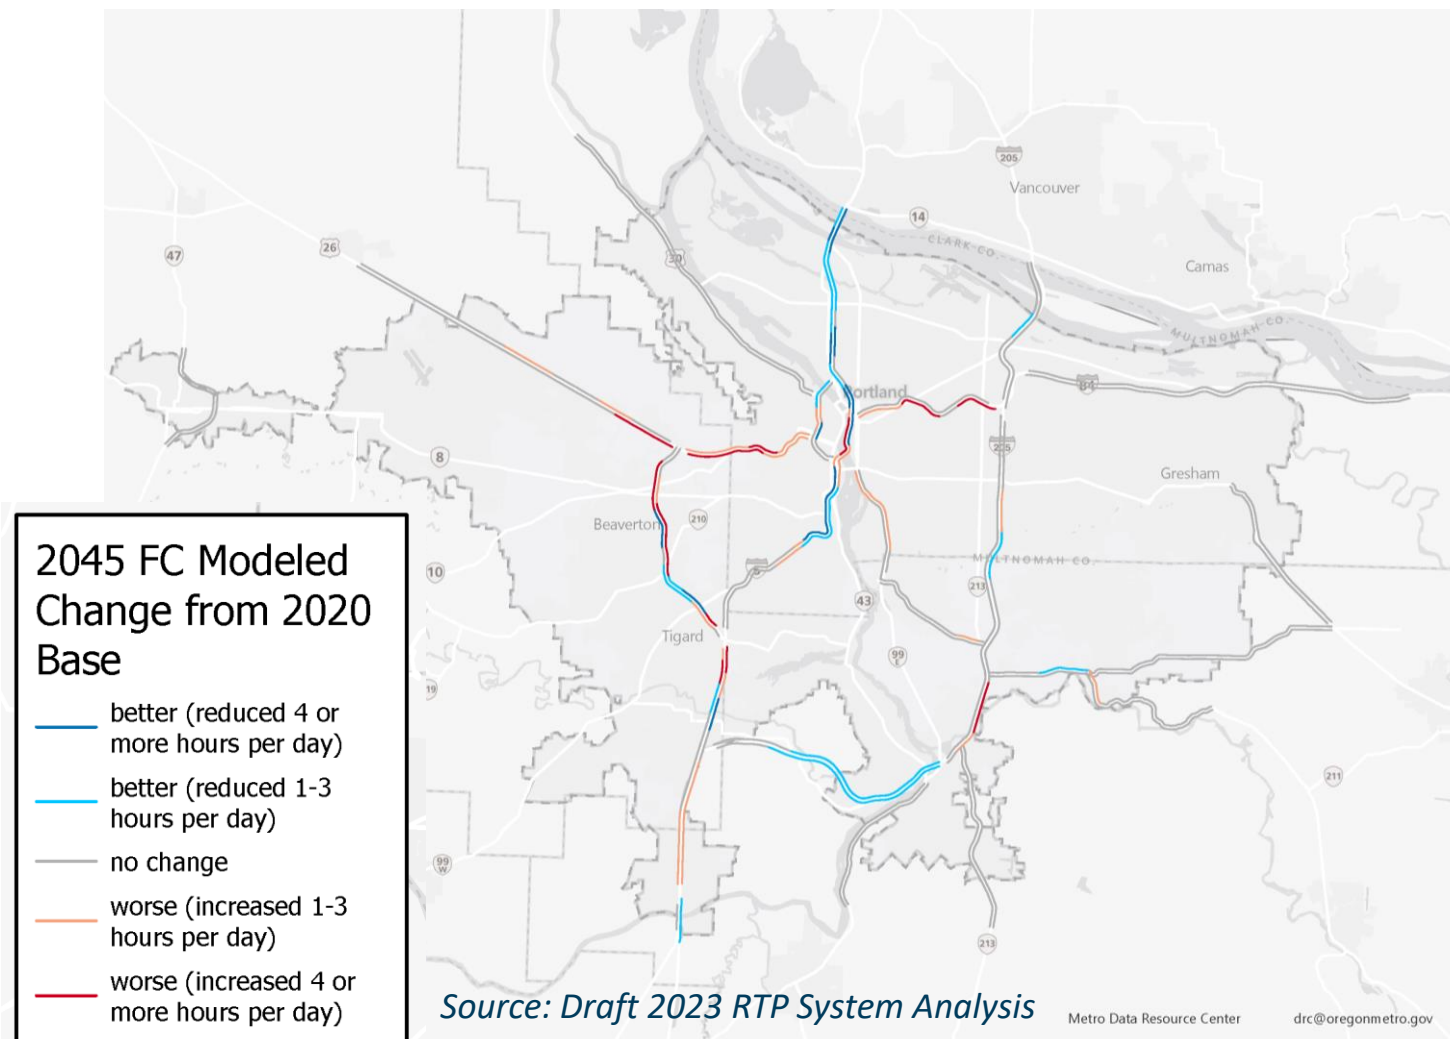 205
Vancouver
14
CLARK CO.
47
26
30
Camas
MULTNOMAH CO.
Portland
84
8
205
Gresham
Beaverton
210
10
5
MULTNOMAH CO.
213
43
Tigard
99
E
19
211
99
W
213
2045 FC Modeled
Change from 2020
Base
better (reduced 4 or
more hours per day)
better (reduced 1-3
hours per day)
no change
worse (increased 1-3
hours per day)
worse (increased 4 or
more hours per day)
Source: Draft 2023 RTP System Analysis
Metro Data Resource Center
drc@oregonmetro.gov